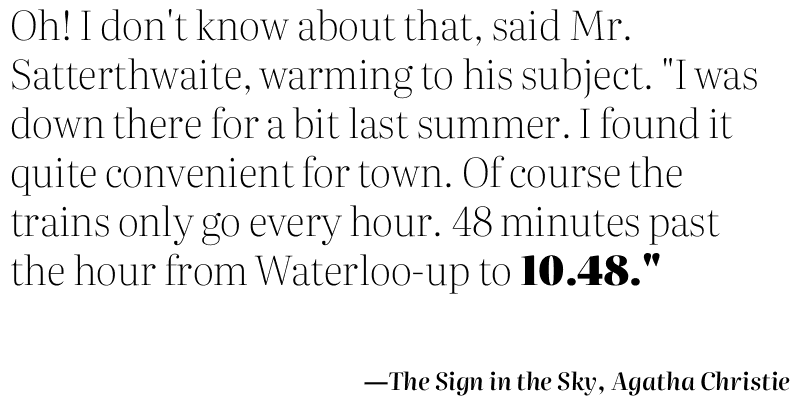 Oh! I don't know about that, said Mr.
Satterthwaite, warming to his subject. "I was
down there for a bit last summer. I found it
quite convenient for town. Of course the
trains only go every hour. 48 minutes past
the hour from Waterloo-up to 10.48."
—The Sign in the Sky, Agatha Christie